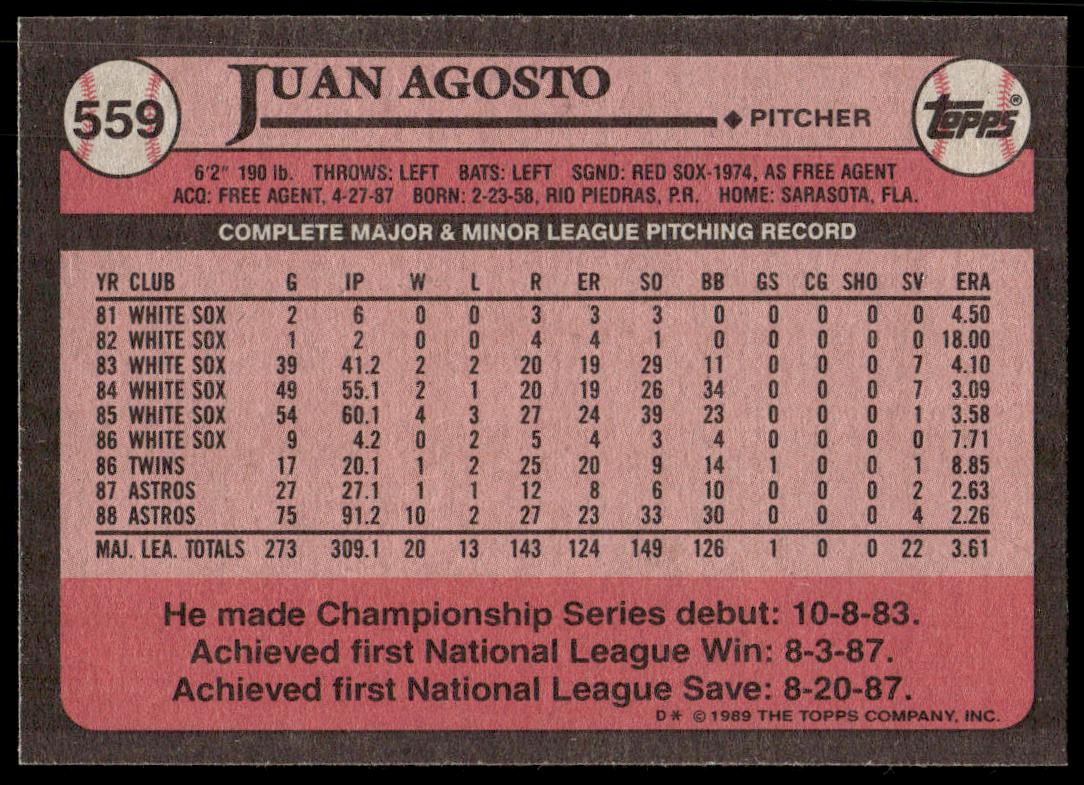 559
JUAN AGOSTO
◆ PITCHER
TOPPS®
6'2" 190 lb. THROWS: LEFT BATS: LEFT SGND: RED SOX-1974, AS FREE AGENT
ACQ: FREE AGENT, 4-27-87 BORN: 2-23-58, RIO PIEDRAS, P.R. HOME: SARASOTA, FLA.
COMPLETE MAJOR & MINOR LEAGUE PITCHING RECORD
YR CLUB G IP W L R ER SO BB GS CG SHO SV ERA
81 WHITE SOX 2 6 0 0 3 3 3 0 0 0 0 0 4.50
82 WHITE SOX 1 2 0 0 4 4 1 0 0 0 0 0 18.00
83 WHITE SOX 39 41.2 2 2 20 19 29 11 0 0 0 7 4.10
84 WHITE SOX 49 55.1 2 1 20 19 26 34 0 0 0 7 3.09
85 WHITE SOX 54 60.1 4 3 27 24 39 23 0 0 0 1 3.58
86 WHITE SOX 9 4.2 0 2 5 4 3 4 0 0 0 0 7.71
86 TWINS 17 20.1 1 2 25 20 9 14 1 0 0 1 8.85
87 ASTROS 27 27.1 1 1 12 8 6 10 0 0 0 2 2.63
88 ASTROS 75 91.2 10 2 27 23 33 30 0 0 0 4 2.26
MAJ. LEA. TOTALS 273 309.1 20 13 143 124 149 126 1 0 0 22 3.61
He made Championship Series debut: 10-8-83.
Achieved first National League Win: 8-3-87.
Achieved first National League Save: 8-20-87.
D* © 1989 THE TOPPS COMPANY, INC.